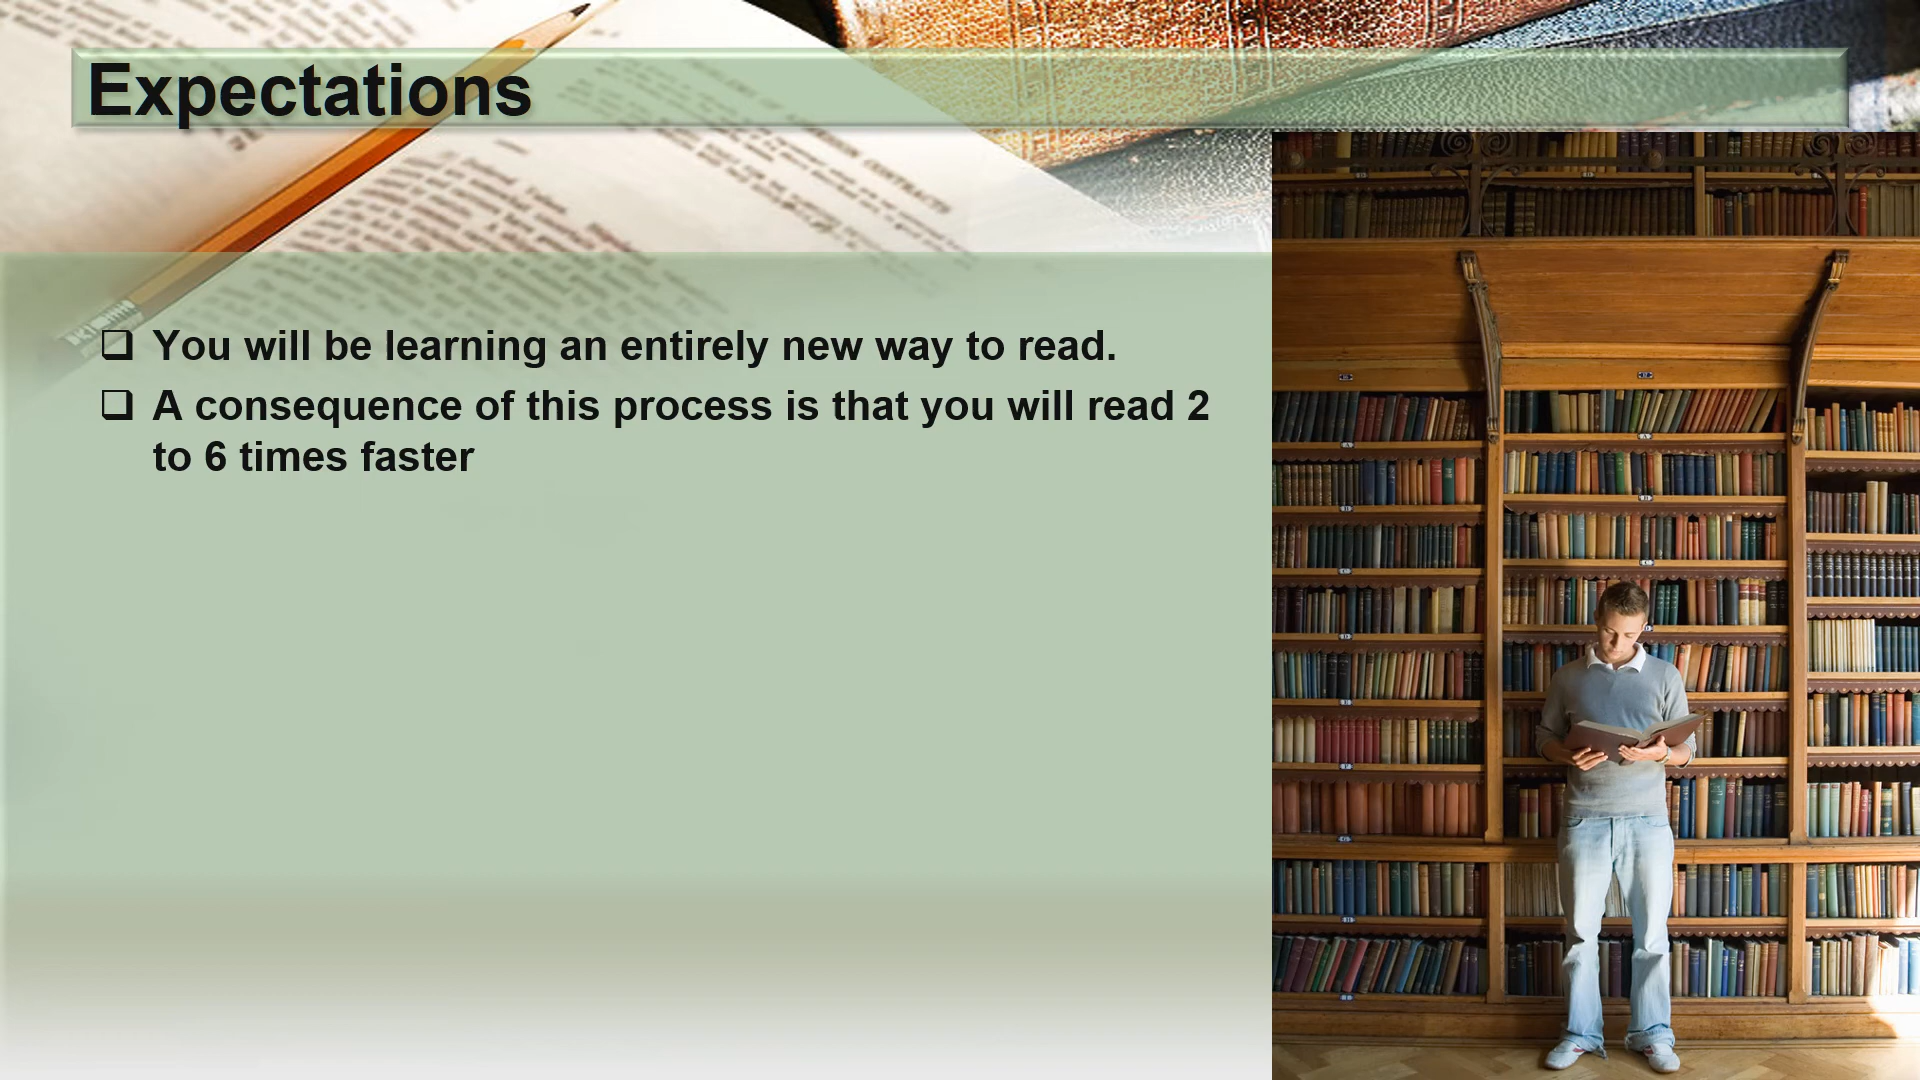 Expectations
You will be learning an entirely new way to read.
A consequence of this process is that you will read 2
to 6 times faster